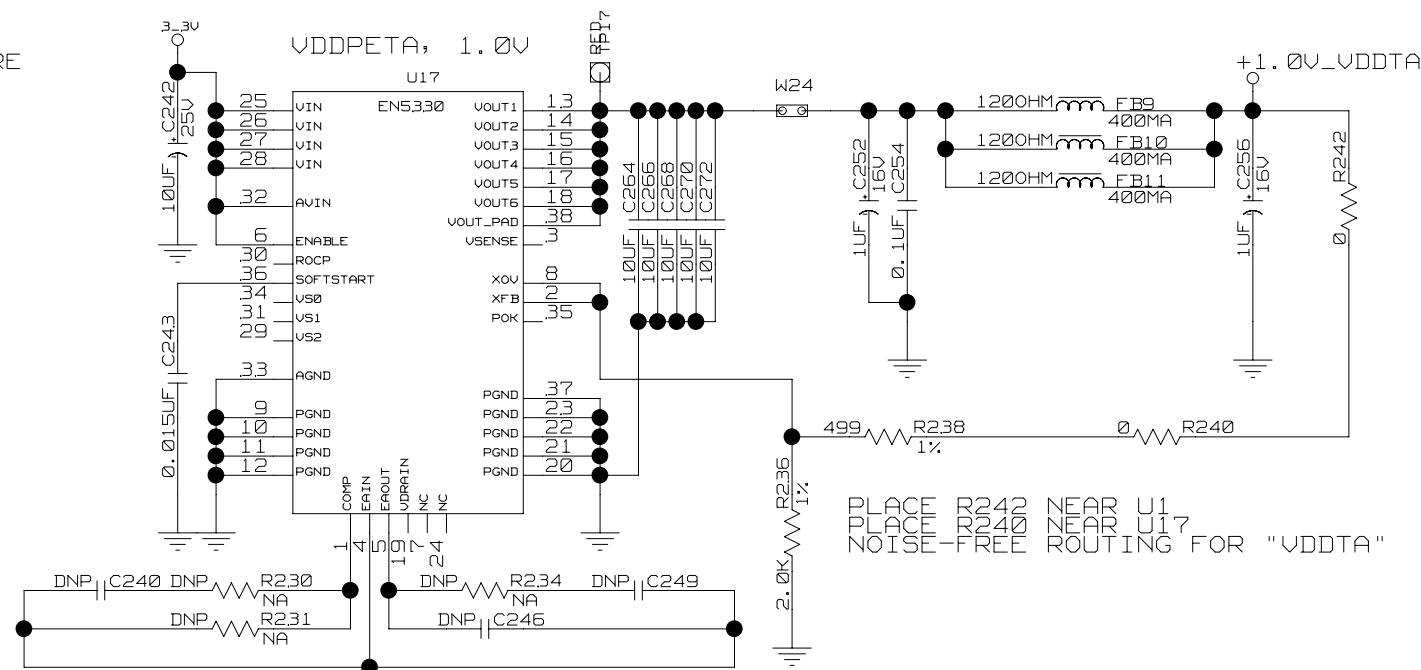 RE
3_3V
VDDPETA, 1.0V
RED
TP17
+1.0V_VDDTA
U17
EN5330
W24
C242
25V
10UF
25 VIN
26 VIN
27 VIN
28 VIN
32 AVIN
6 ENABLE
30 ROCP
36 SOFTSTART
34 VS0
31 VS1
29 VS2
33 AGND
9 PGND
10 PGND
11 PGND
12 PGND
VOUT1 13
VOUT2 14
VOUT3 15
VOUT4 16
VOUT5 17
VOUT6 18
VOUT_PAD 38
VSENSE 3
XOV 8
XFB 2
POK 35
PGND 37
PGND 23
PGND 22
PGND 21
PGND 20
C243
0.015UF
COMP 1
EAIN 4
EAOUT 5
VDRAIN 19
NC 7
NC 24
C264
10UF
C266
10UF
C268
10UF
C270
10UF
C272
10UF
C252
16V
1UF
C254
0.1UF
120OHM FB9
400MA
120OHM FB10
400MA
120OHM FB11
400MA
C256
16V
1UF
R242
0
499 R238
1%
0 R240
R236
1%
2.0K
PLACE R242 NEAR U1
PLACE R240 NEAR U17
NOISE-FREE ROUTING FOR "VDDTA"
DNP C240 DNP R230
NA
DNP R231
NA
DNP R234
NA
DNP C249
DNP C246